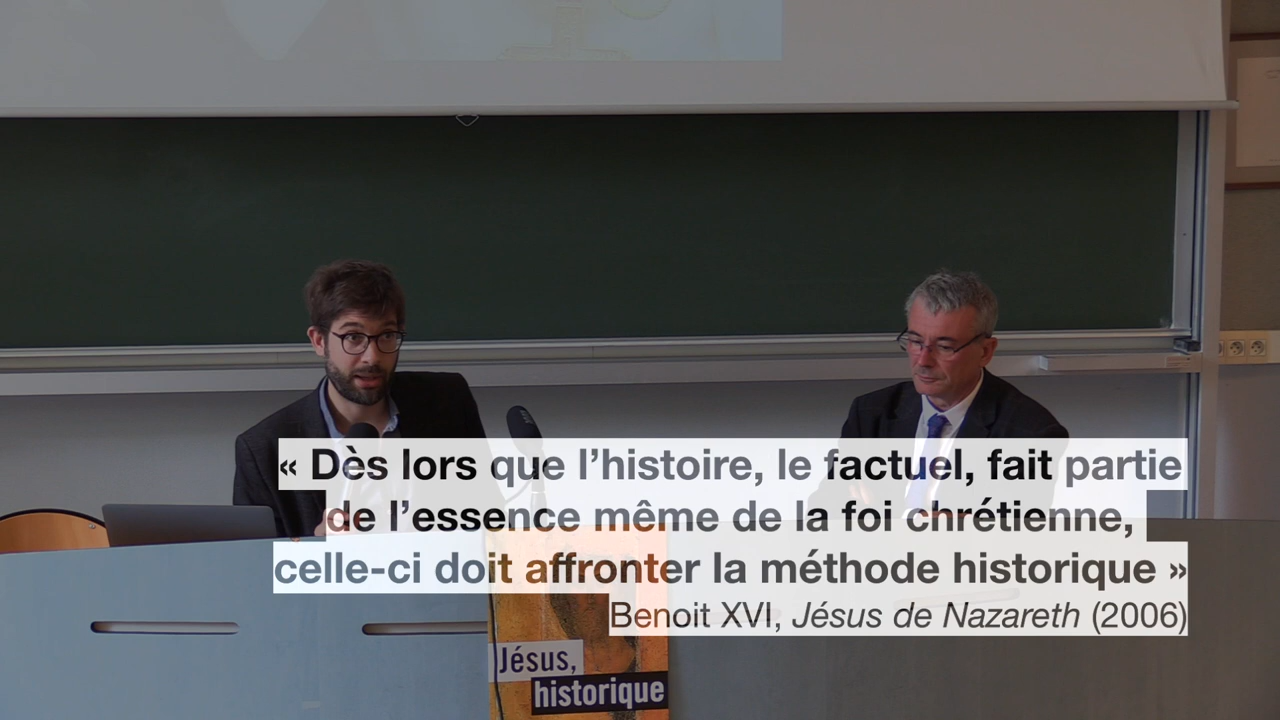 « Dès lors que l’histoire, le factuel, fait partie
de l’essence même de la foi chrétienne,
celle-ci doit affronter la méthode historique »
Benoit XVI, Jésus de Nazareth (2006)
Jésus,
historique